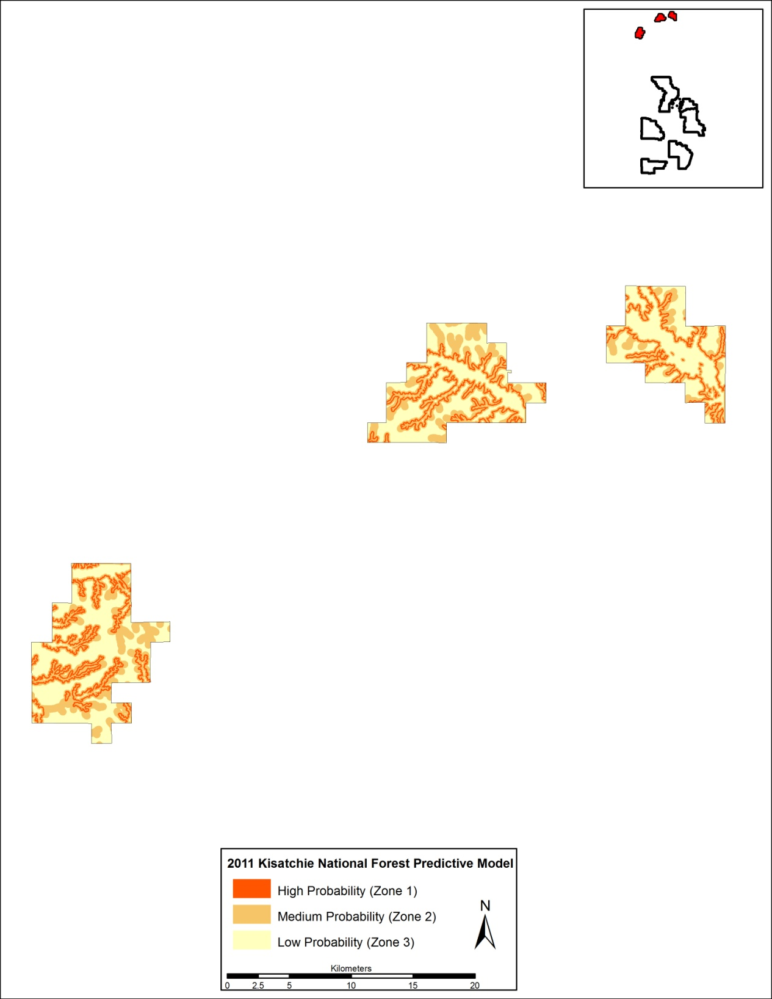 2011 Kisatchie National Forest Predictive Model
High Probability (Zone 1)
Medium Probability (Zone 2)
Low Probability (Zone 3)
N
Kilometers
0 2.5 5 10 15 20